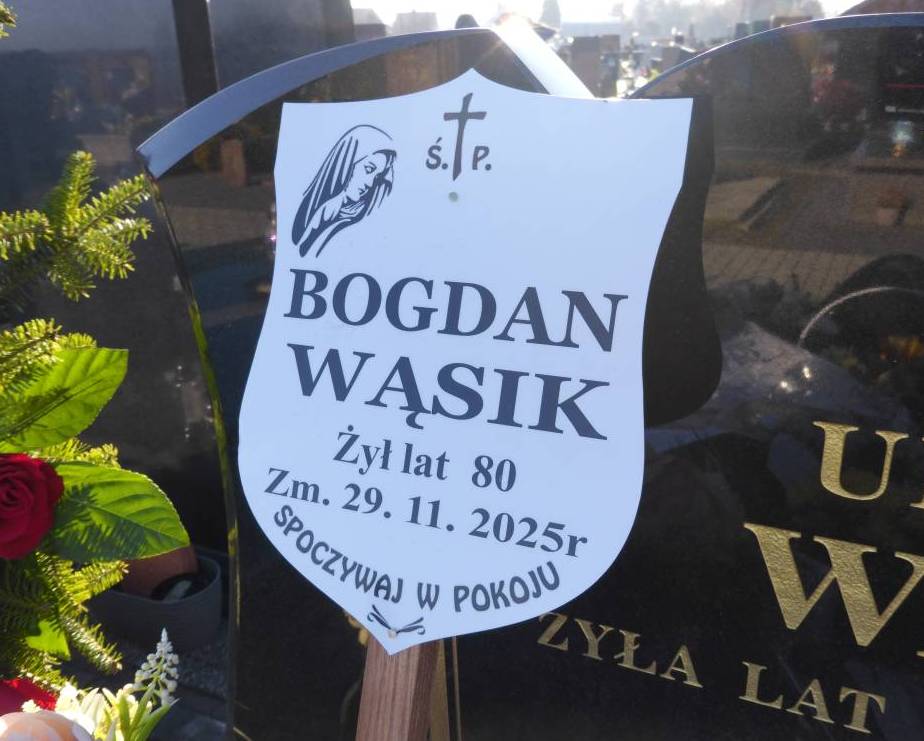 Ś. P.
BOGDAN
WĄSIK
Żył lat 80
Zm. 29. 11. 2025r
SPOCZYWAJ W POKOJU
ŻYŁA LAT